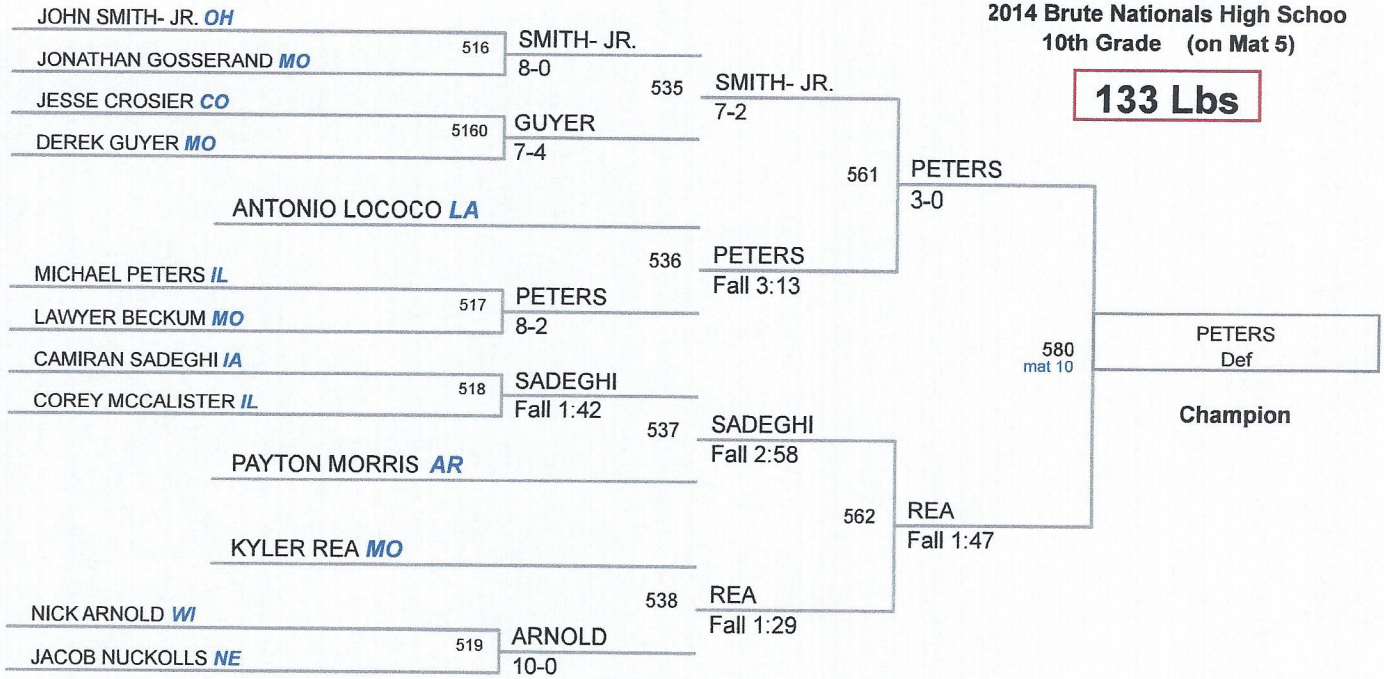 JOHN SMITH- JR. OH
2014 Brute Nationals High Schoo
10th Grade (on Mat 5)
133 Lbs
516
SMITH- JR.
8-0
JONATHAN GOSSERAND MO
535
SMITH- JR.
7-2
JESSE CROSIER CO
5160
GUYER
7-4
DEREK GUYER MO
561
PETERS
3-0
ANTONIO LOCOCO LA
536
PETERS
Fall 3:13
MICHAEL PETERS IL
517
PETERS
8-2
LAWYER BECKUM MO
580
mat 10
PETERS
Def
Champion
CAMIRAN SADEGHI IA
518
SADEGHI
Fall 1:42
COREY MCCALISTER IL
537
SADEGHI
Fall 2:58
PAYTON MORRIS AR
562
REA
Fall 1:47
KYLER REA MO
538
REA
Fall 1:29
NICK ARNOLD WI
519
ARNOLD
10-0
JACOB NUCKOLLS NE